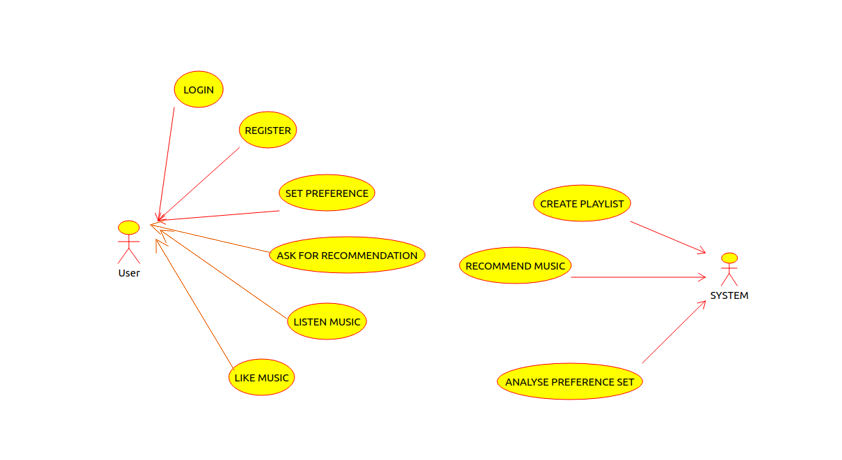 LOGIN
REGISTER
SET PREFERENCE
CREATE PLAYLIST
ASK FOR RECOMMENDATION
RECOMMEND MUSIC
User
SYSTEM
LISTEN MUSIC
LIKE MUSIC
ANALYSE PREFERENCE SET